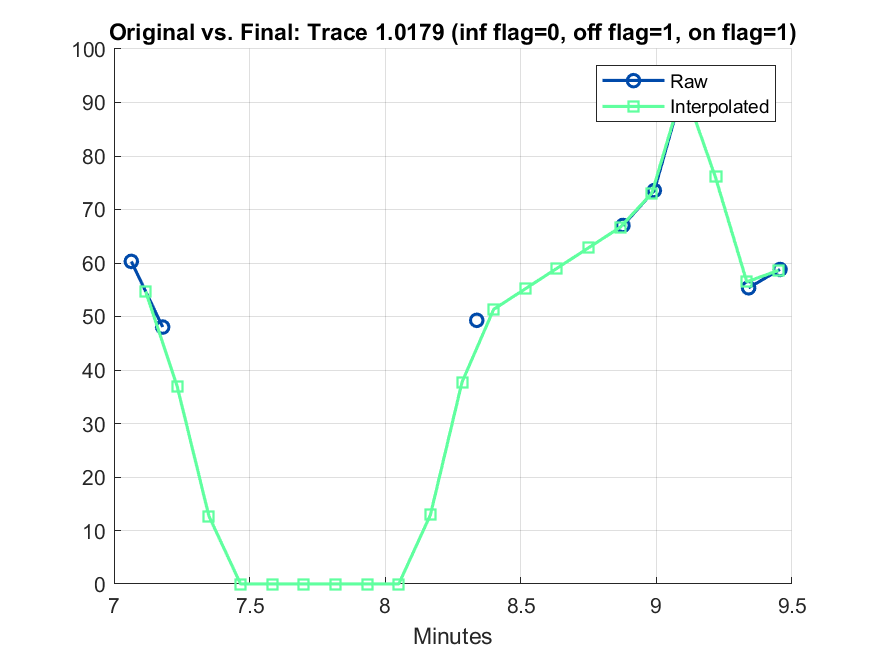 Original vs. Final: Trace 1.0179 (inf flag=0, off flag=1, on flag=1)
100
90
80
70
60
50
40
30
20
10
0
Raw
Interpolated
7 7.5 8 8.5 9 9.5
Minutes